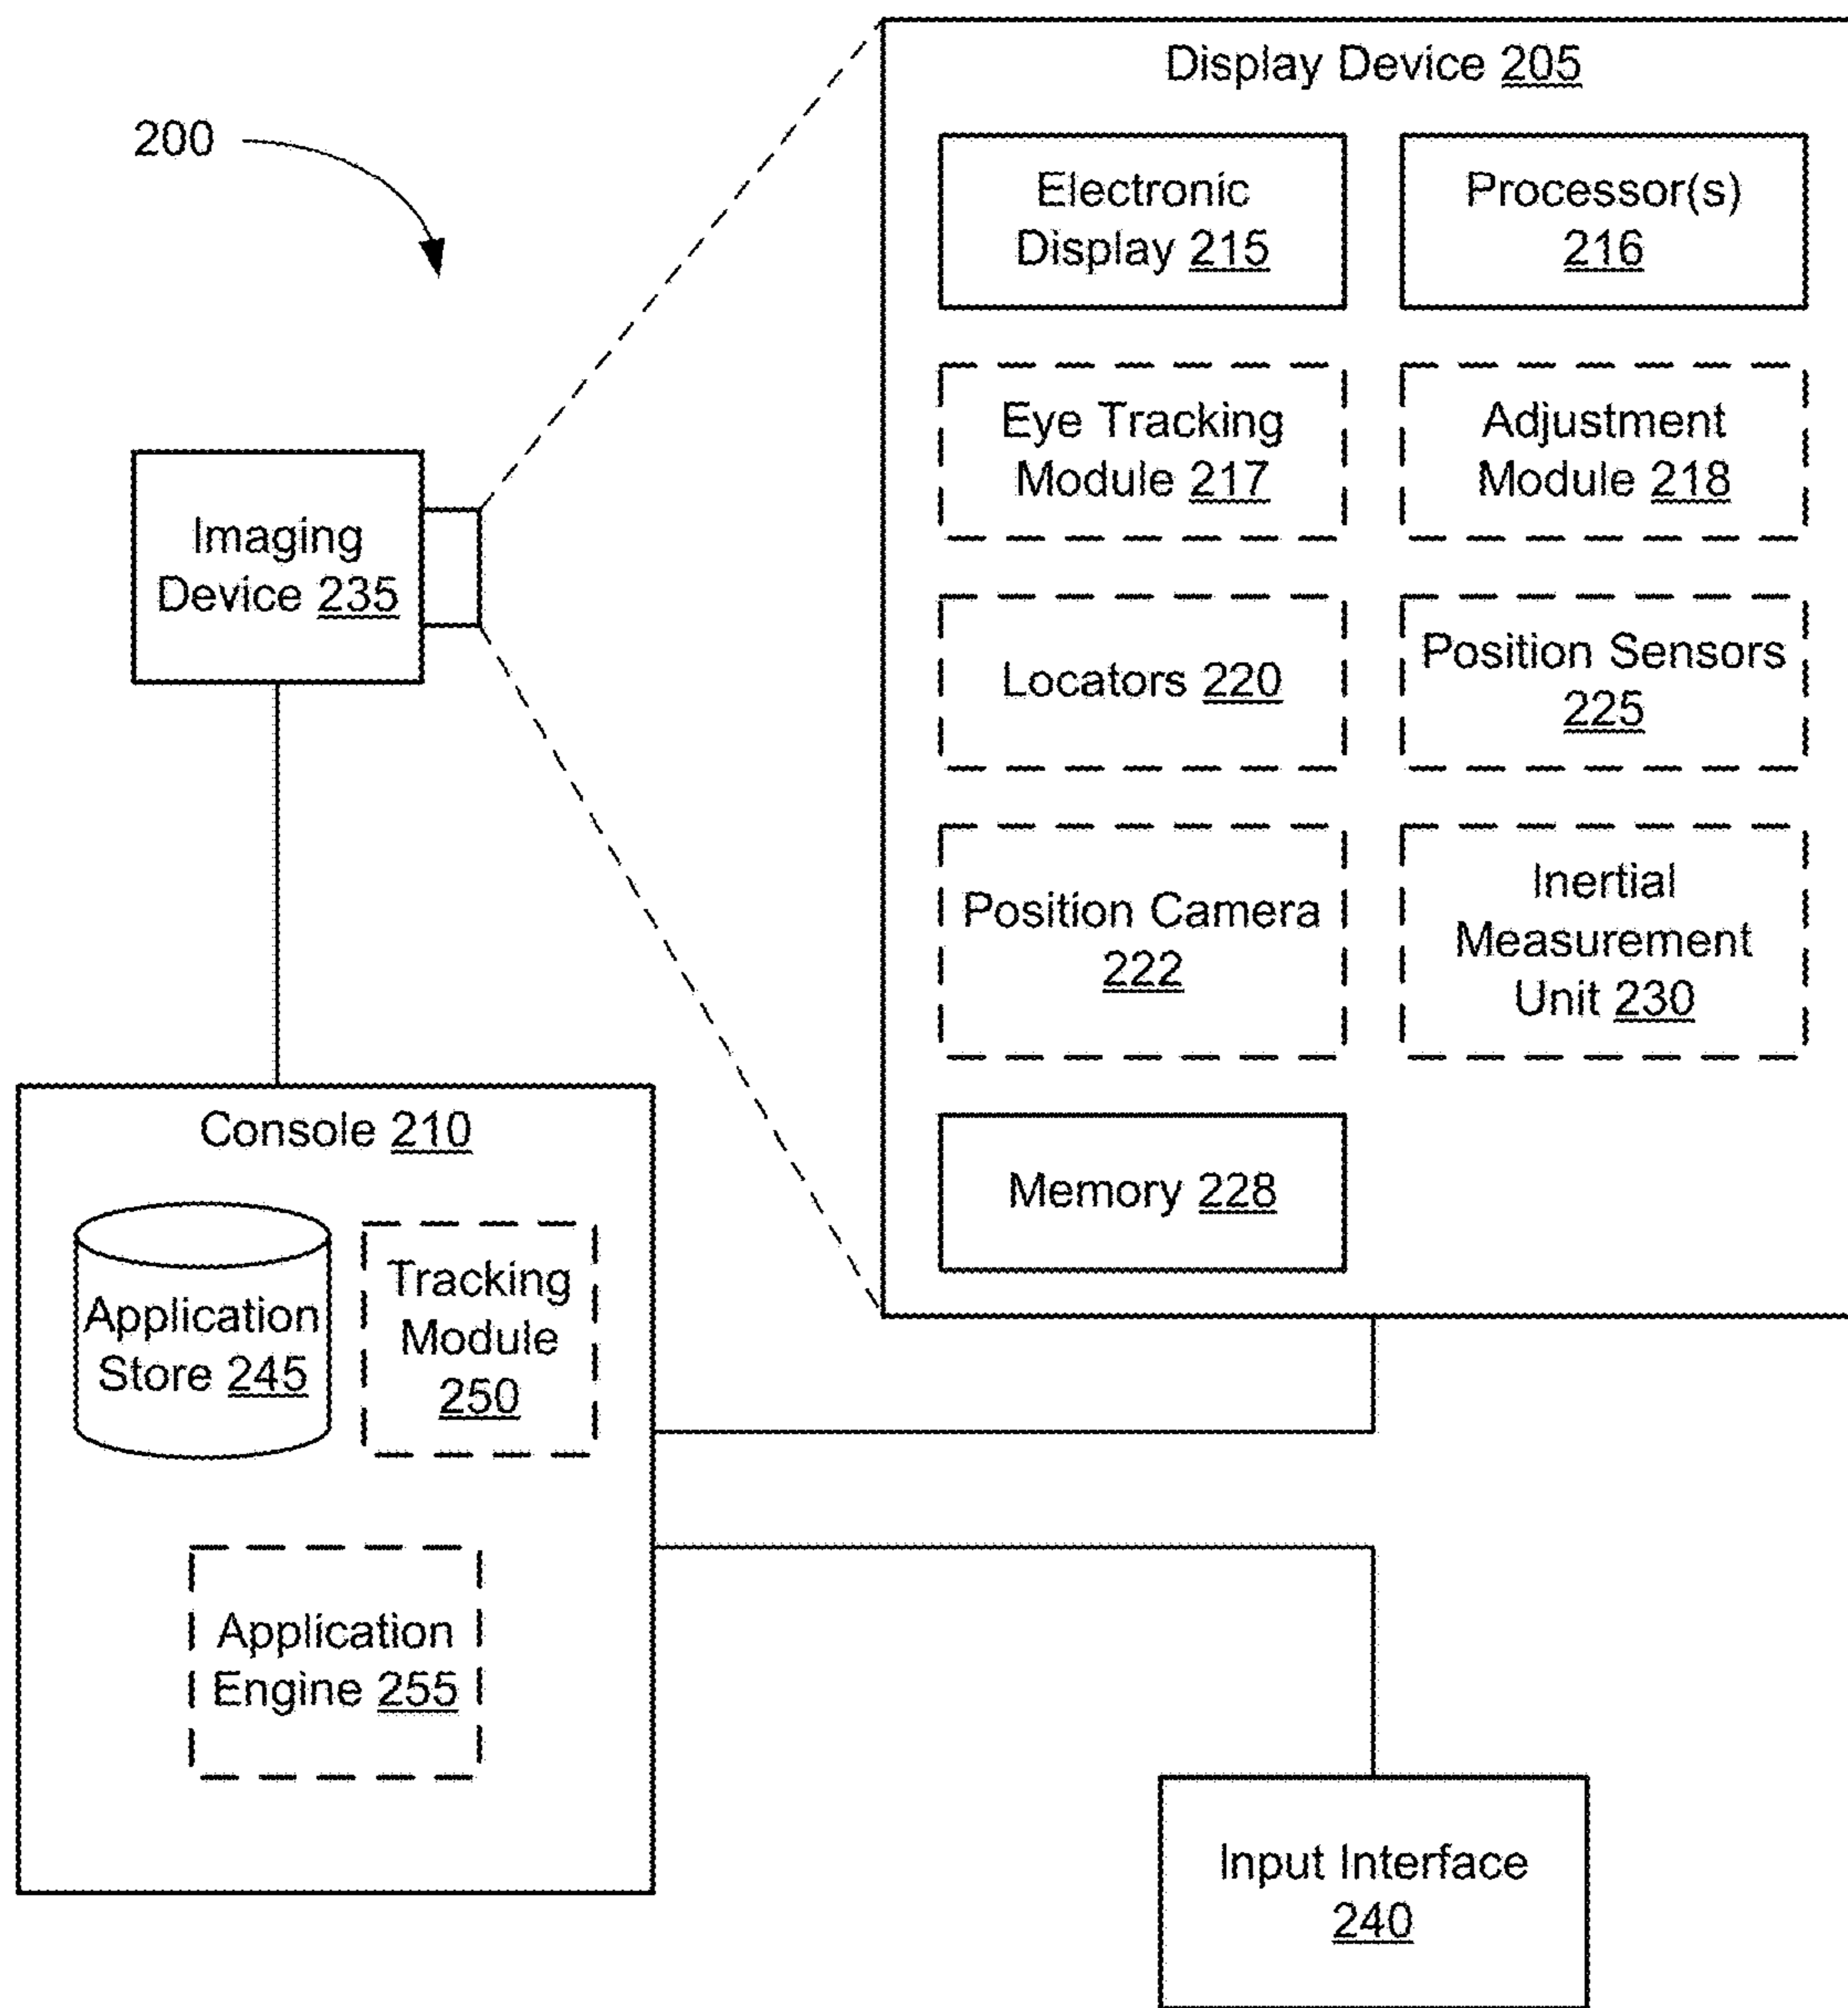 200
Display Device 205
Electronic
Display 215
Processor(s)
216
Eye Tracking
Module 217
Adjustment
Module 218
Imaging
Device 235
Locators 220
Position Sensors
225
Position Camera
222
Inertial
Measurement
Unit 230
Memory 228
Console 210
Application
Store 245
Tracking
Module
250
Application
Engine 255
Input Interface
240